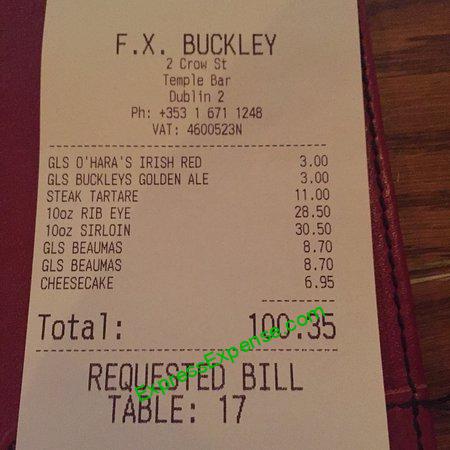 F.X. BUCKLEY
2 Crow St
Temple Bar
Dublin 2
Ph: +353 1 671 1248
VAT: 4600523N
GLS O'HARA'S IRISH RED 3.00
GLS BUCKLEYS GOLDEN ALE 3.00
STEAK TARTARE 11.00
10oz RIB EYE 28.50
10oz SIRLOIN 30.50
GLS BEAUMAS 8.70
GLS BEAUMAS 8.70
CHEESECAKE 6.95
Total: 100.35
ExpressExpense.com
REQUESTED BILL
TABLE: 17